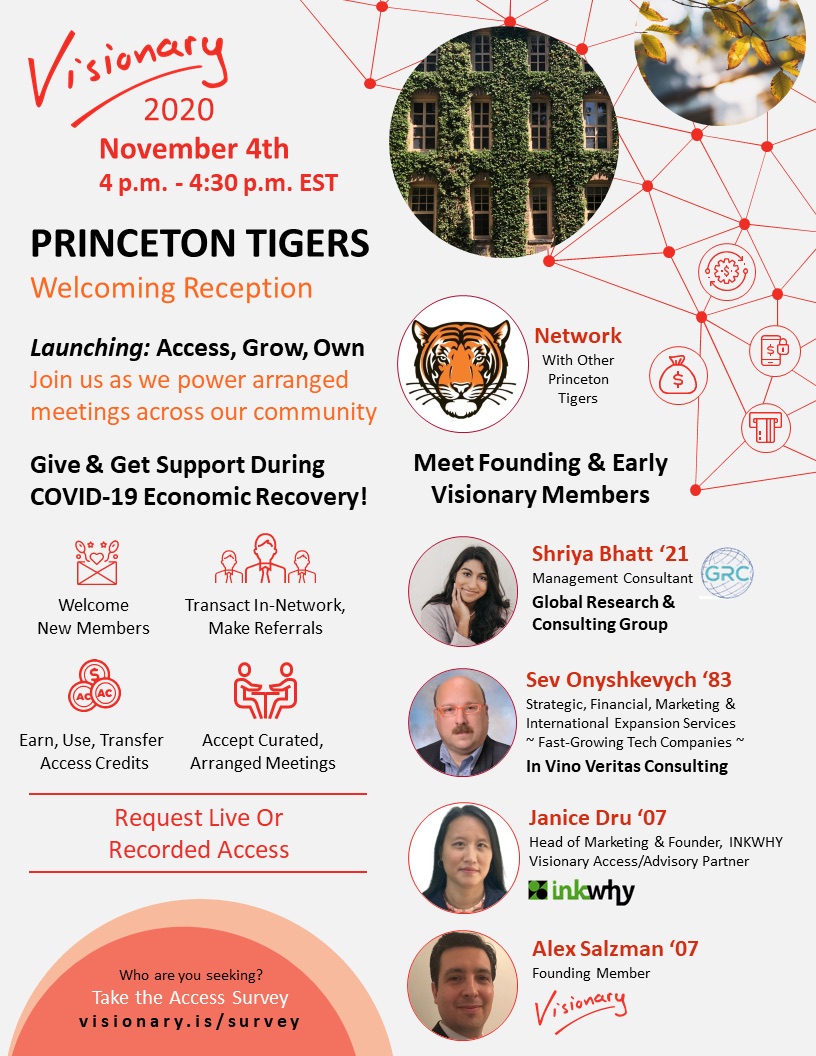 Visionary
2020
November 4th
4 p.m. - 4:30 p.m. EST
PRINCETON TIGERS
Welcoming Reception
Launching: Access, Grow, Own
Join us as we power arranged
meetings across our community
Give & Get Support During
COVID-19 Economic Recovery!
Welcome
New Members
Transact In-Network,
Make Referrals
$
AC
AC
Earn, Use, Transfer
Access Credits
Accept Curated,
Arranged Meetings
Request Live Or
Recorded Access
Who are you seeking?
Take the Access Survey
visionary.is/survey
$
$
$
Network
With Other
Princeton
Tigers
Meet Founding & Early
Visionary Members
Shriya Bhatt ‘21
Management Consultant
GRC
Global Research &
Consulting Group
Sev Onyshkevych ‘83
Strategic, Financial, Marketing &
International Expansion Services
~ Fast-Growing Tech Companies ~
In Vino Veritas Consulting
Janice Dru ‘07
Head of Marketing & Founder, INKWHY
Visionary Access/Advisory Partner
inkwhy
Alex Salzman ‘07
Founding Member
Visionary